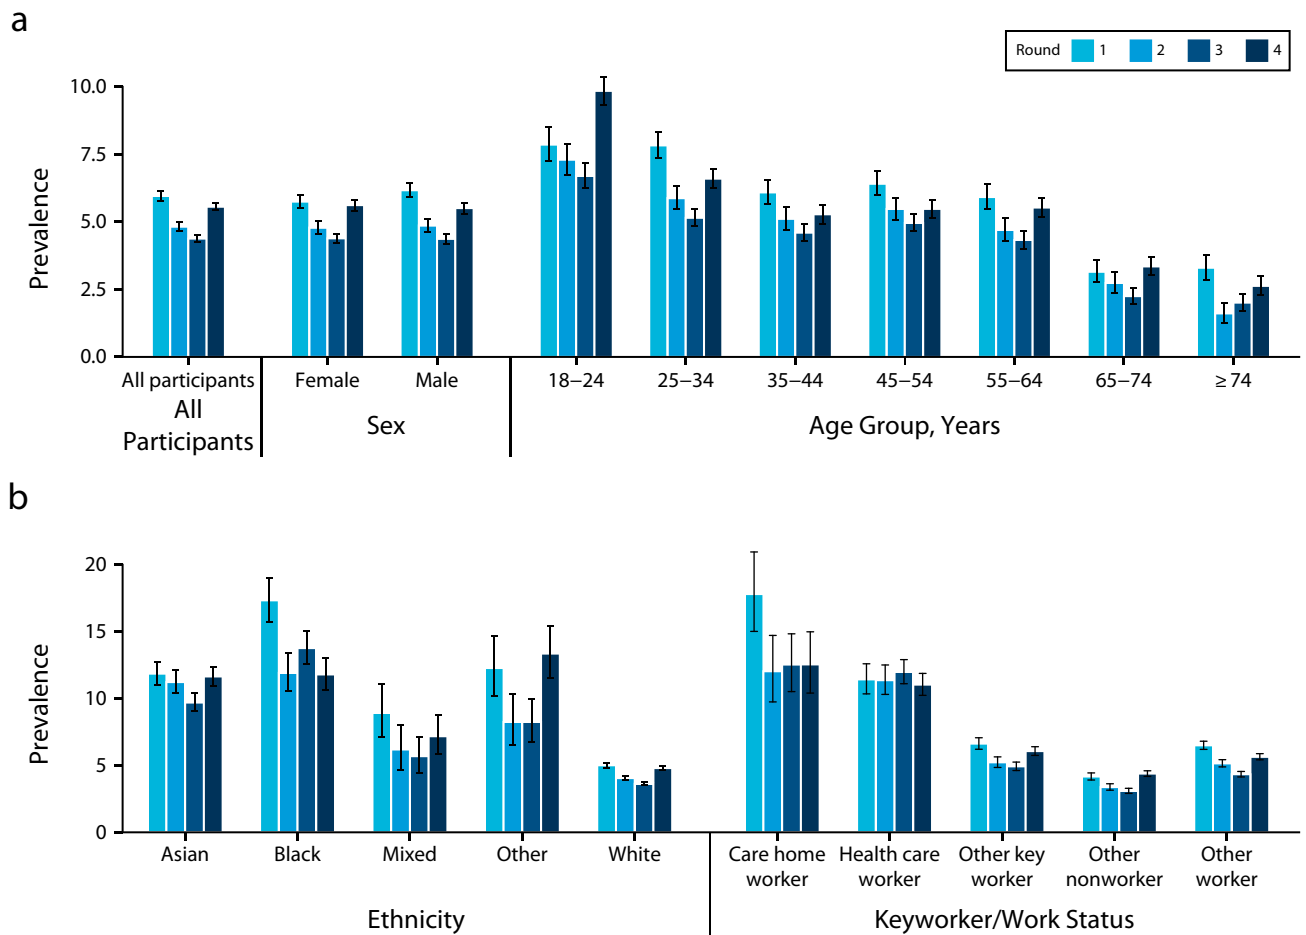 a
Round 1 2 3 4
10.0
7.5
5.0
2.5
0.0
Prevalence
All participants Female Male 18−24 25−34 35−44 45−54 55−64 65−74 ≥ 74
All
Participants
Sex
Age Group, Years
b
20
15
10
5
0
Prevalence
Asian Black Mixed Other White Care home Health care Other key Other Other
worker worker worker nonworker worker
Ethnicity Keyworker/Work Status